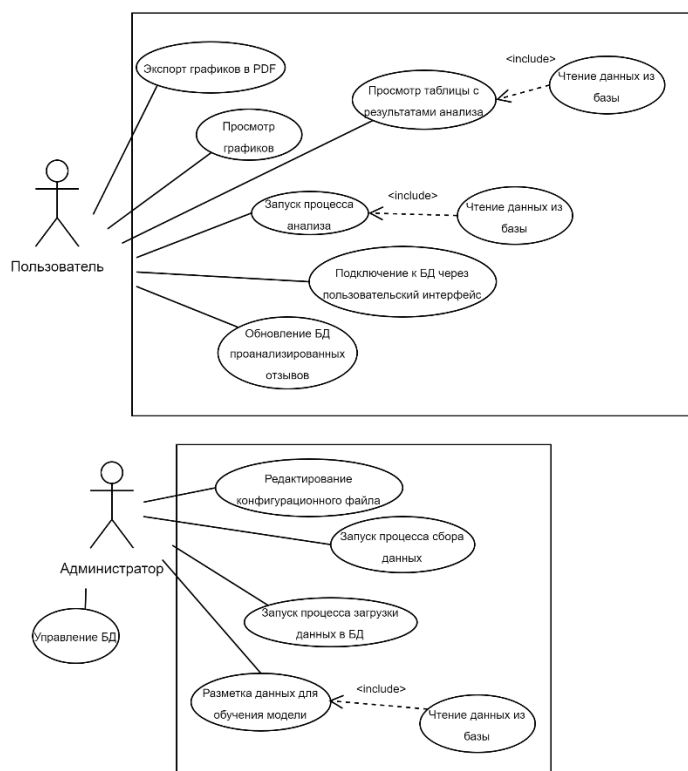 Экспорт графиков в PDF
<include>
Просмотр таблицы с
результатами анализа
Чтение данных из
базы
Просмотр
графиков
Запуск процесса
анализа
<include>
Чтение данных из
базы
Пользователь
Подключение к БД через
пользовательский интерфейс
Обновление БД
проанализированных
отзывов
Редактирование
конфигурационного файла
Запуск процесса сбора
данных
Администратор
Управление БД
Запуск процесса загрузки
данных в БД
Разметка данных для
обучения модели
<include>
Чтение данных из
базы